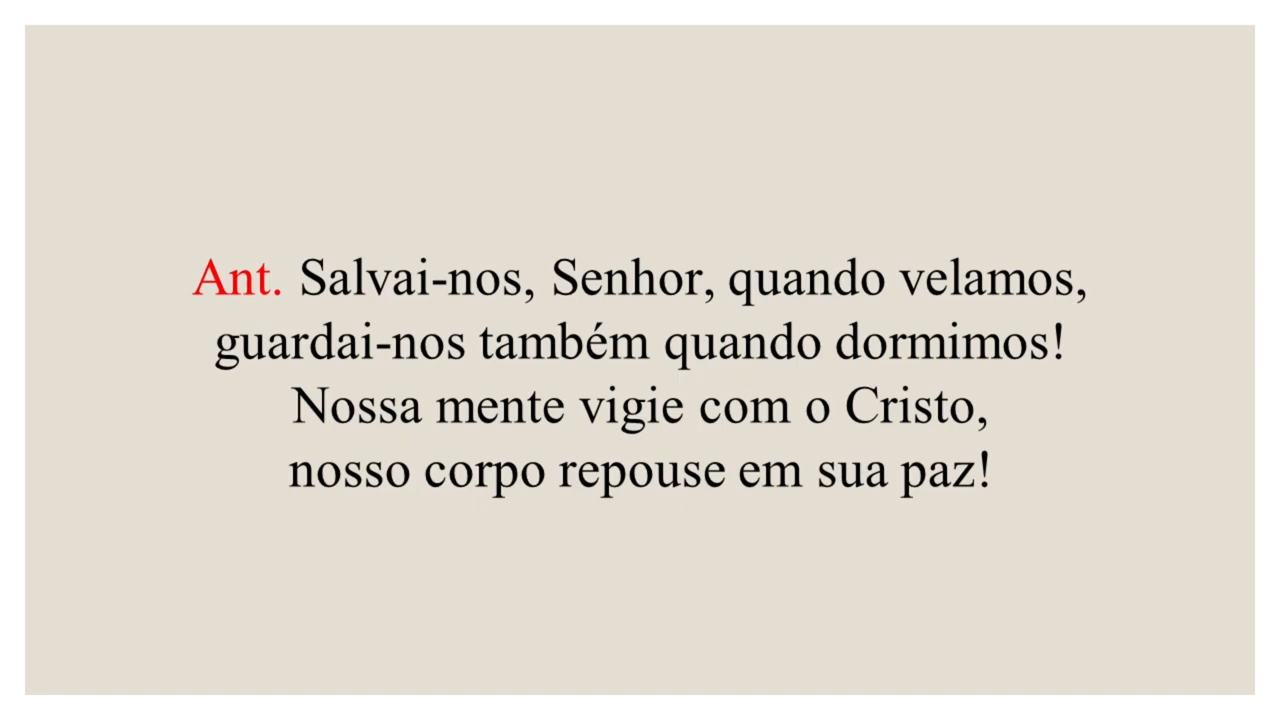 Ant. Salvai-nos, Senhor, quando velamos,
guardai-nos também quando dormimos!
Nossa mente vigie com o Cristo,
nosso corpo repouse em sua paz!